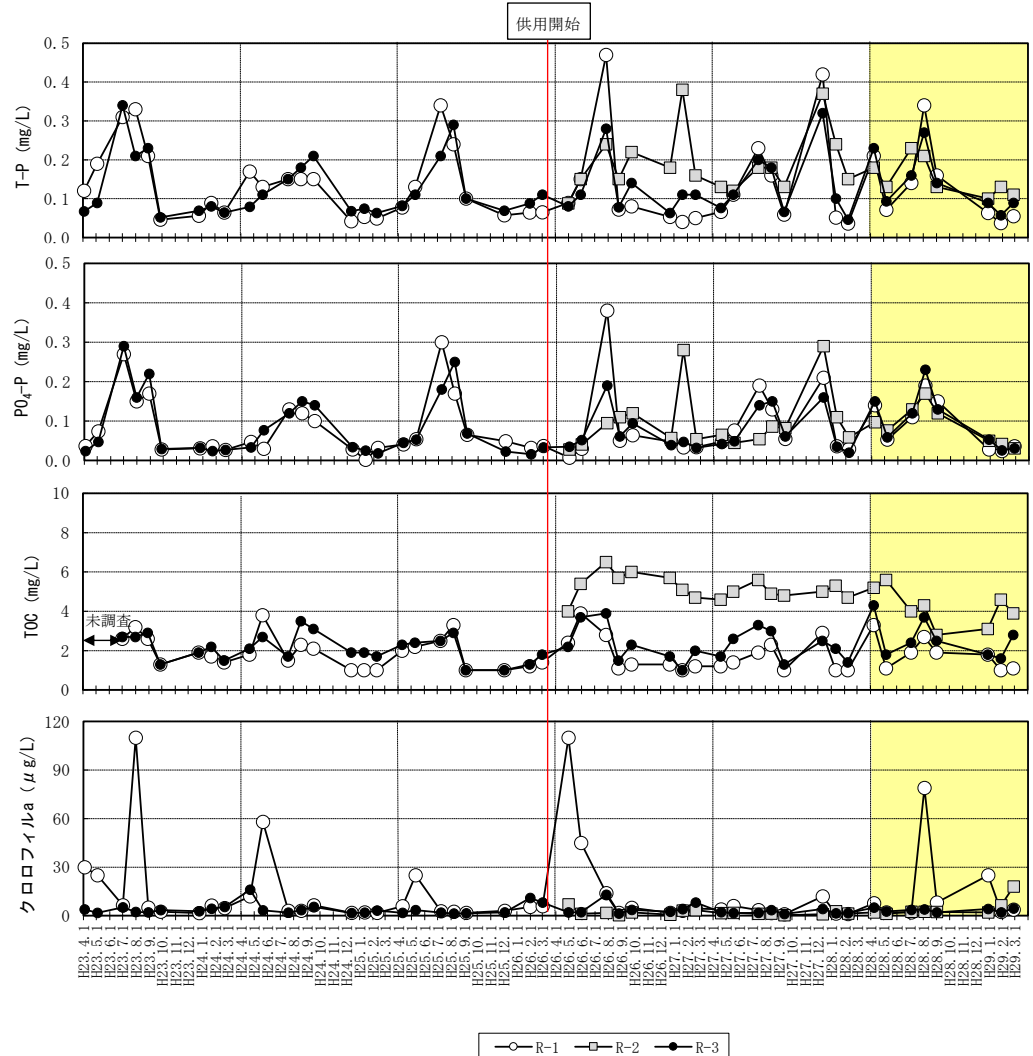 供用開始
T-P (mg/L)
0.5
0.4
0.3
0.2
0.1
0.0
PO₄-P (mg/L)
0.5
0.4
0.3
0.2
0.1
0.0
TOC (mg/L)
10
8
6
4
2
0
未調査
クロロフィルa (μg/L)
120
90
60
30
0
H23. 4. 1
H23. 5. 1
H23. 6. 1
H23. 7. 1
H23. 8. 1
H23. 9. 1
H23. 10. 1
H23. 11. 1
H23. 12. 1
H24. 1. 1
H24. 2. 1
H24. 3. 1
H24. 4. 1
H24. 5. 1
H24. 6. 1
H24. 7. 1
H24. 8. 1
H24. 9. 1
H24. 10. 1
H24. 11. 1
H24. 12. 1
H25. 1. 1
H25. 2. 1
H25. 3. 1
H25. 4. 1
H25. 5. 1
H25. 6. 1
H25. 7. 1
H25. 8. 1
H25. 9. 1
H25. 10. 1
H25. 11. 1
H25. 12. 1
H26. 1. 1
H26. 2. 1
H26. 3. 1
H26. 4. 1
H26. 5. 1
H26. 6. 1
H26. 7. 1
H26. 8. 1
H26. 9. 1
H26. 10. 1
H26. 11. 1
H26. 12. 1
H27. 1. 1
H27. 2. 1
H27. 3. 1
H27. 4. 1
H27. 5. 1
H27. 6. 1
H27. 7. 1
H27. 8. 1
H27. 9. 1
H27. 10. 1
H27. 11. 1
H27. 12. 1
H28. 1. 1
H28. 2. 1
H28. 3. 1
H28. 4. 1
H28. 5. 1
H28. 6. 1
H28. 7. 1
H28. 8. 1
H28. 9. 1
H28. 10. 1
H28. 11. 1
H28. 12. 1
H29. 1. 1
H29. 2. 1
H29. 3. 1
R-1 R-2 R-3